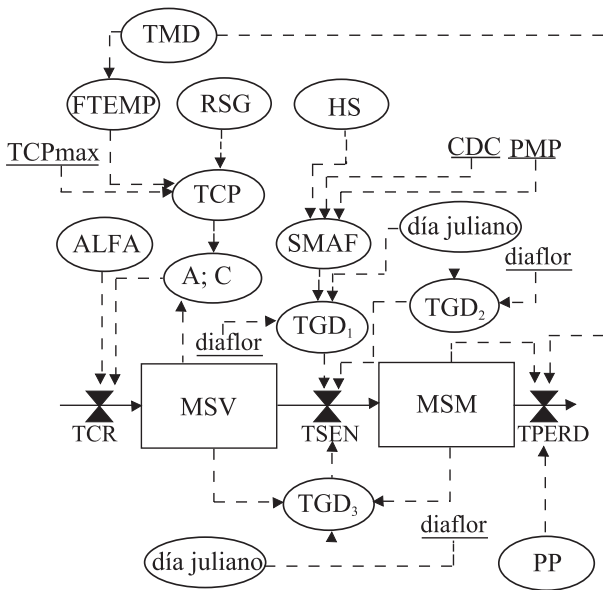 TMD
FTEMP
RSG
HS
TCPmax
CDC
PMP
TCP
ALFA
SMAF
día juliano
A; C
diaflor
TGD₂
TGD₁
diaflor
MSV
MSM
TCR
TSEN
TPERD
TGD₃
diaflor
día juliano
PP